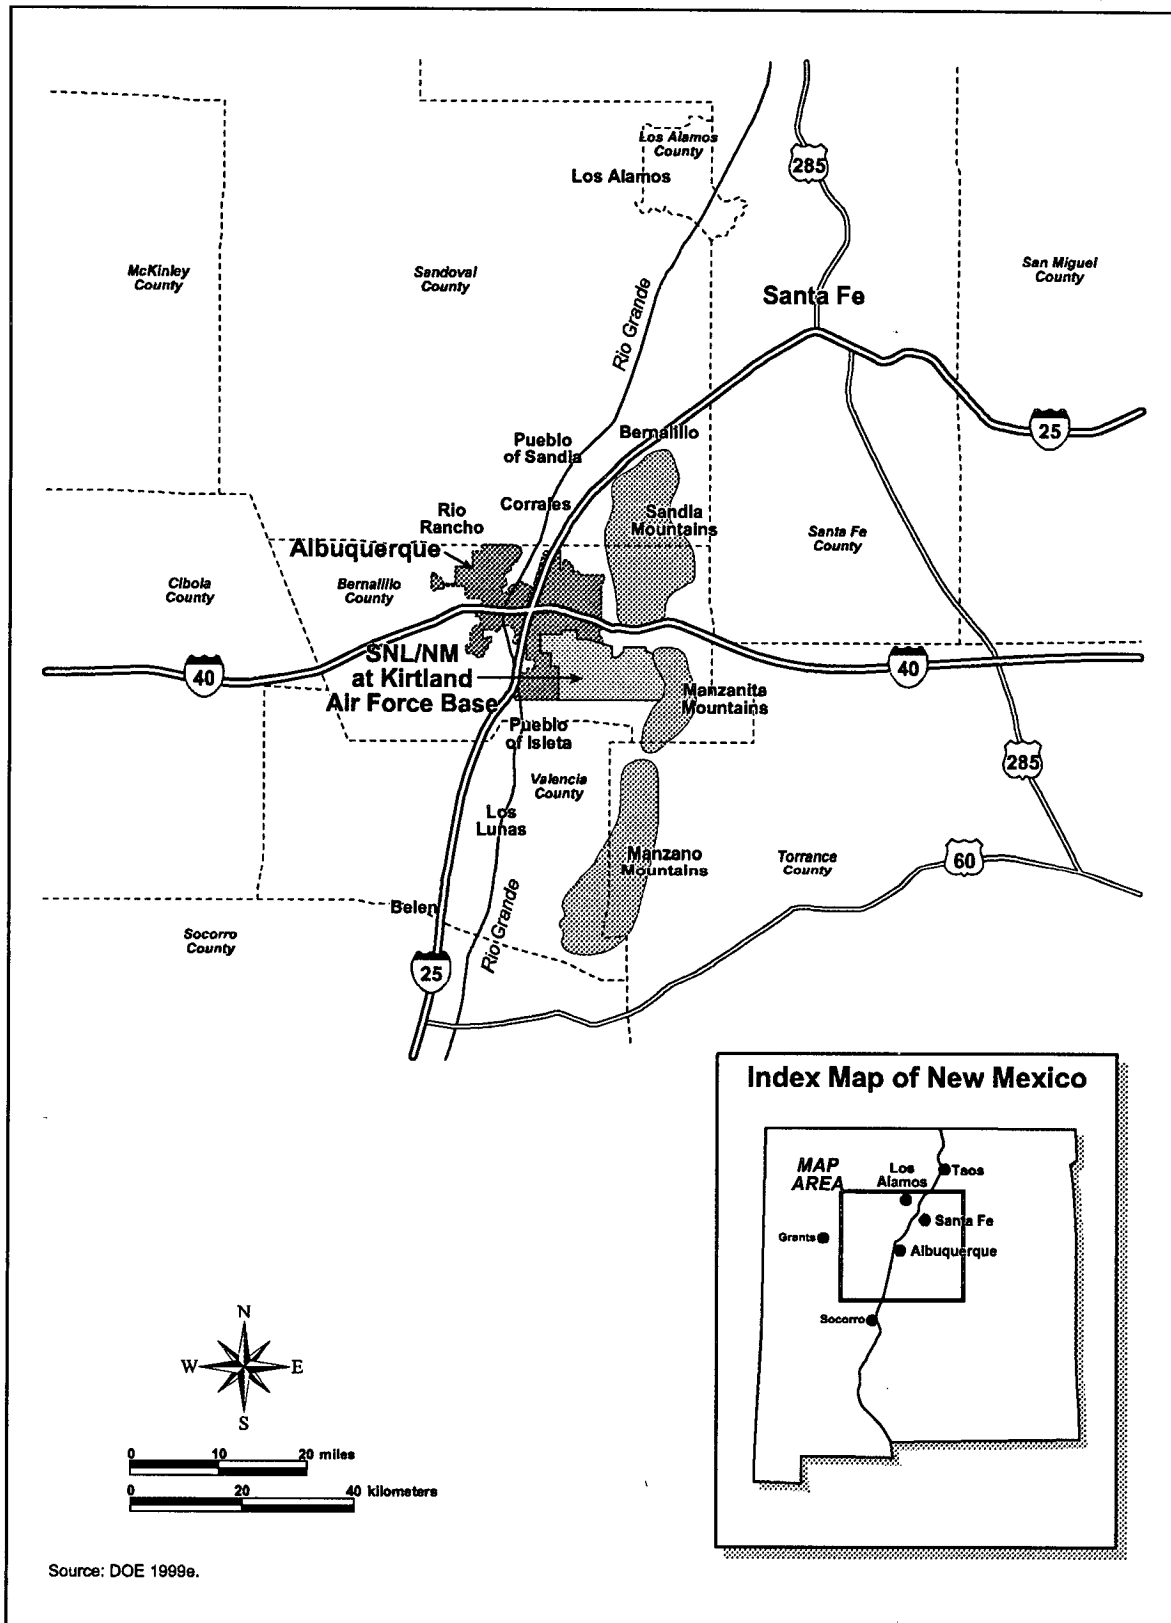 Los Alamos
County
Los Alamos
285
McKinley
County
Sandoval
County
San Miguel
County
Santa Fe
Rio Grande
25
Bernalillo
Pueblo
of Sandia
Corrales
Rio
Rancho
Sandia
Mountains
Santa Fe
County
Albuquerque
Cibola
County
Bernalillo
County
SNL/NM
at Kirtland
Air Force Base
40
40
Manzanita
Mountains
Pueblo
of Isleta
285
Valencia
County
Los
Lunas
Manzano
Mountains
Torrance
County
60
Belen
Rio Grande
Socorro
County
25
Index Map of New Mexico
MAP
AREA
Los
Alamos
Taos
Santa Fe
Grants
Albuquerque
Socorro
N
W E
S
0 10 20 miles
0 20 40 kilometers
Source: DOE 1999e.